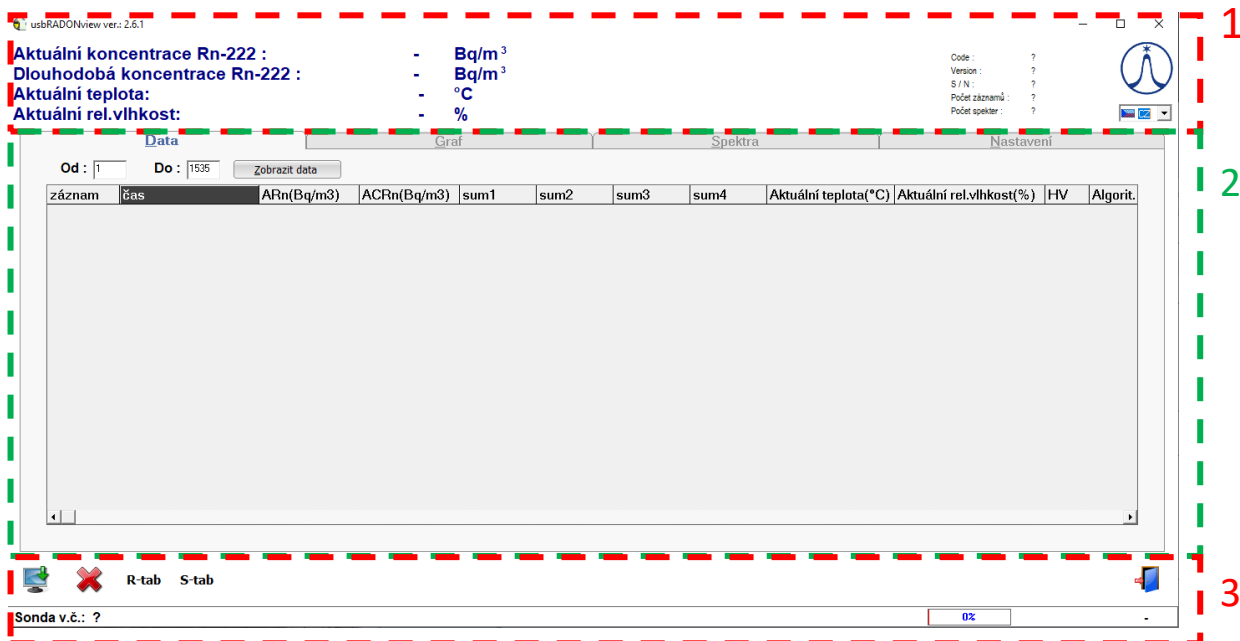 usbRADONview ver.: 2.6.1
1
Aktuální koncentrace Rn-222 : - Bq/m³
Dlouhodobá koncentrace Rn-222 : - Bq/m³
Aktuální teplota: - °C
Aktuální rel.vlhkost: - %
Code : ?
Version : ?
S / N : ?
Počet záznamů : ?
Počet spekter : ?
CZ
Data Graf Spektra Nastavení
Od : 1 Do : 1535 Zobrazit data
2
záznam čas ARn(Bq/m3) ACRn(Bq/m3) sum1 sum2 sum3 sum4 Aktuální teplota(°C) Aktuální rel.vlhkost(%) HV Algorit.
R-tab S-tab
3
Sonda v.č.: ? 0% -